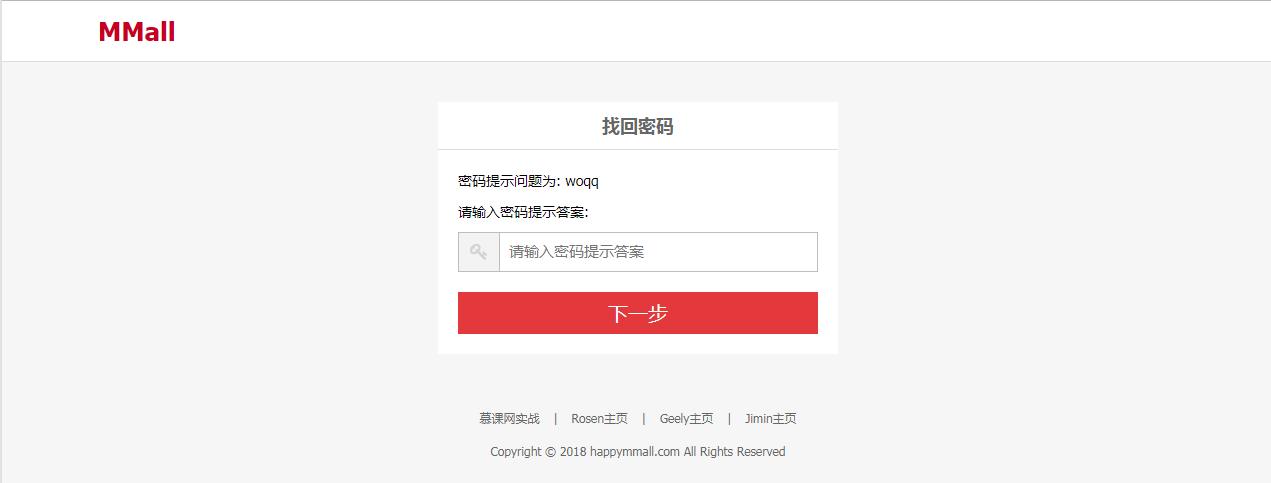 MMall
找回密码
密码提示问题为: woqq
请输入密码提示答案:
请输入密码提示答案
下一步
慕课网实战 | Rosen主页 | Geely主页 | Jimin主页
Copyright © 2018 happymmall.com All Rights Reserved